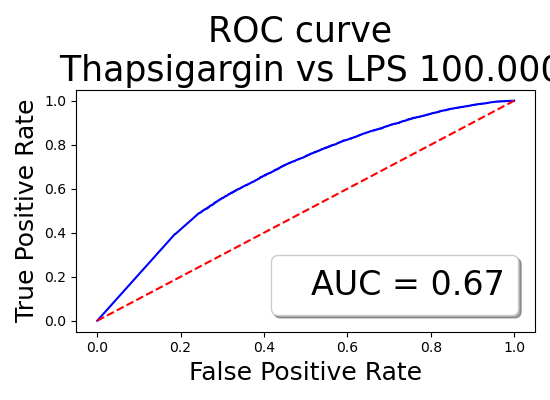 ROC curve
Thapsigargin vs LPS 100.000
True Positive Rate
1.0
0.8
0.6
0.4
0.2
0.0
AUC = 0.67
0.0 0.2 0.4 0.6 0.8 1.0
False Positive Rate